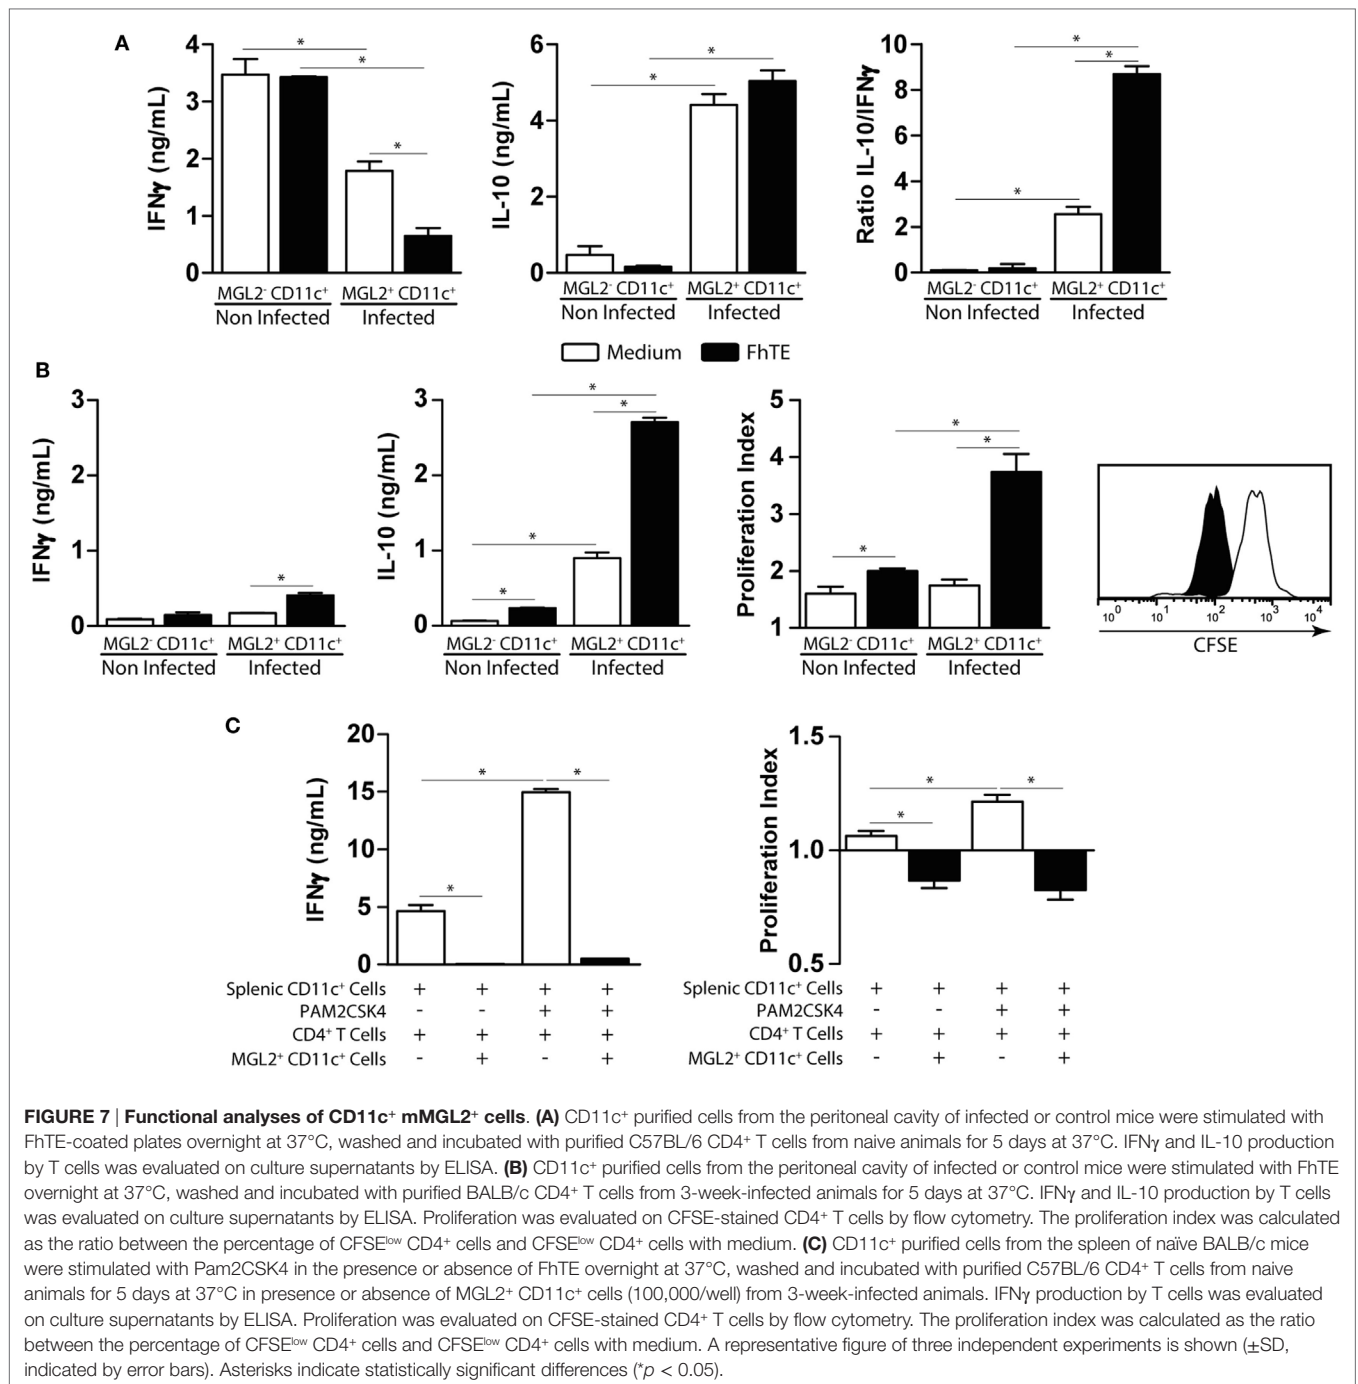 A
IFNγ (ng/mL)
4
3
2
1
0
*
*
*
MGL2⁻ CD11c⁺ MGL2⁺ CD11c⁺
Non Infected Infected
IL-10 (ng/mL)
6
4
2
0
*
*
MGL2⁻ CD11c⁺ MGL2⁺ CD11c⁺
Non Infected Infected
Ratio IL-10/IFNγ
10
8
6
4
2
0
*
*
*
MGL2⁻ CD11c⁺ MGL2⁺ CD11c⁺
Non Infected Infected
Medium FhTE
B
IFNγ (ng/mL)
3
2
1
0
*
MGL2⁻ CD11c⁺ MGL2⁺ CD11c⁺
Non Infected Infected
IL-10 (ng/mL)
3
2
1
0
*
*
*
*
MGL2⁻ CD11c⁺ MGL2⁺ CD11c⁺
Non Infected Infected
Proliferation Index
5
4
3
2
1
*
*
*
MGL2⁻ CD11c⁺ MGL2⁺ CD11c⁺
Non Infected Infected
10⁰ 10¹ 10² 10³ 10⁴
CFSE
C
IFNγ (ng/mL)
20
15
10
5
0
*
*
*
Splenic CD11c⁺ Cells + + + +
PAM2CSK4 - - + +
CD4⁺ T Cells + + + +
MGL2⁺ CD11c⁺ Cells - + - +
Proliferation Index
1.5
1.0
0.5
*
*
*
Splenic CD11c⁺ Cells + + + +
PAM2CSK4 - - + +
CD4⁺ T Cells + + + +
MGL2⁺ CD11c⁺ Cells - + - +
FIGURE 7 | Functional analyses of CD11c⁺ mMGL2⁺ cells. (A) CD11c⁺ purified cells from the peritoneal cavity of infected or control mice were stimulated with
FhTE-coated plates overnight at 37°C, washed and incubated with purified C57BL/6 CD4⁺ T cells from naive animals for 5 days at 37°C. IFNγ and IL-10 production
by T cells was evaluated on culture supernatants by ELISA. (B) CD11c⁺ purified cells from the peritoneal cavity of infected or control mice were stimulated with FhTE
overnight at 37°C, washed and incubated with purified BALB/c CD4⁺ T cells from 3-week-infected animals for 5 days at 37°C. IFNγ and IL-10 production by T cells
was evaluated on culture supernatants by ELISA. Proliferation was evaluated on CFSE-stained CD4⁺ T cells by flow cytometry. The proliferation index was calculated
as the ratio between the percentage of CFSEˡᵒʷ CD4⁺ cells and CFSEˡᵒʷ CD4⁺ cells with medium. (C) CD11c⁺ purified cells from the spleen of naïve BALB/c mice
were stimulated with Pam2CSK4 in the presence or absence of FhTE overnight at 37°C, washed and incubated with purified C57BL/6 CD4⁺ T cells from naive
animals for 5 days at 37°C in presence or absence of MGL2⁺ CD11c⁺ cells (100,000/well) from 3-week-infected animals. IFNγ production by T cells was evaluated
on culture supernatants by ELISA. Proliferation was evaluated on CFSE-stained CD4⁺ T cells by flow cytometry. The proliferation index was calculated as the ratio
between the percentage of CFSEˡᵒʷ CD4⁺ cells and CFSEˡᵒʷ CD4⁺ cells with medium. A representative figure of three independent experiments is shown (±SD,
indicated by error bars). Asterisks indicate statistically significant differences (*p < 0.05).